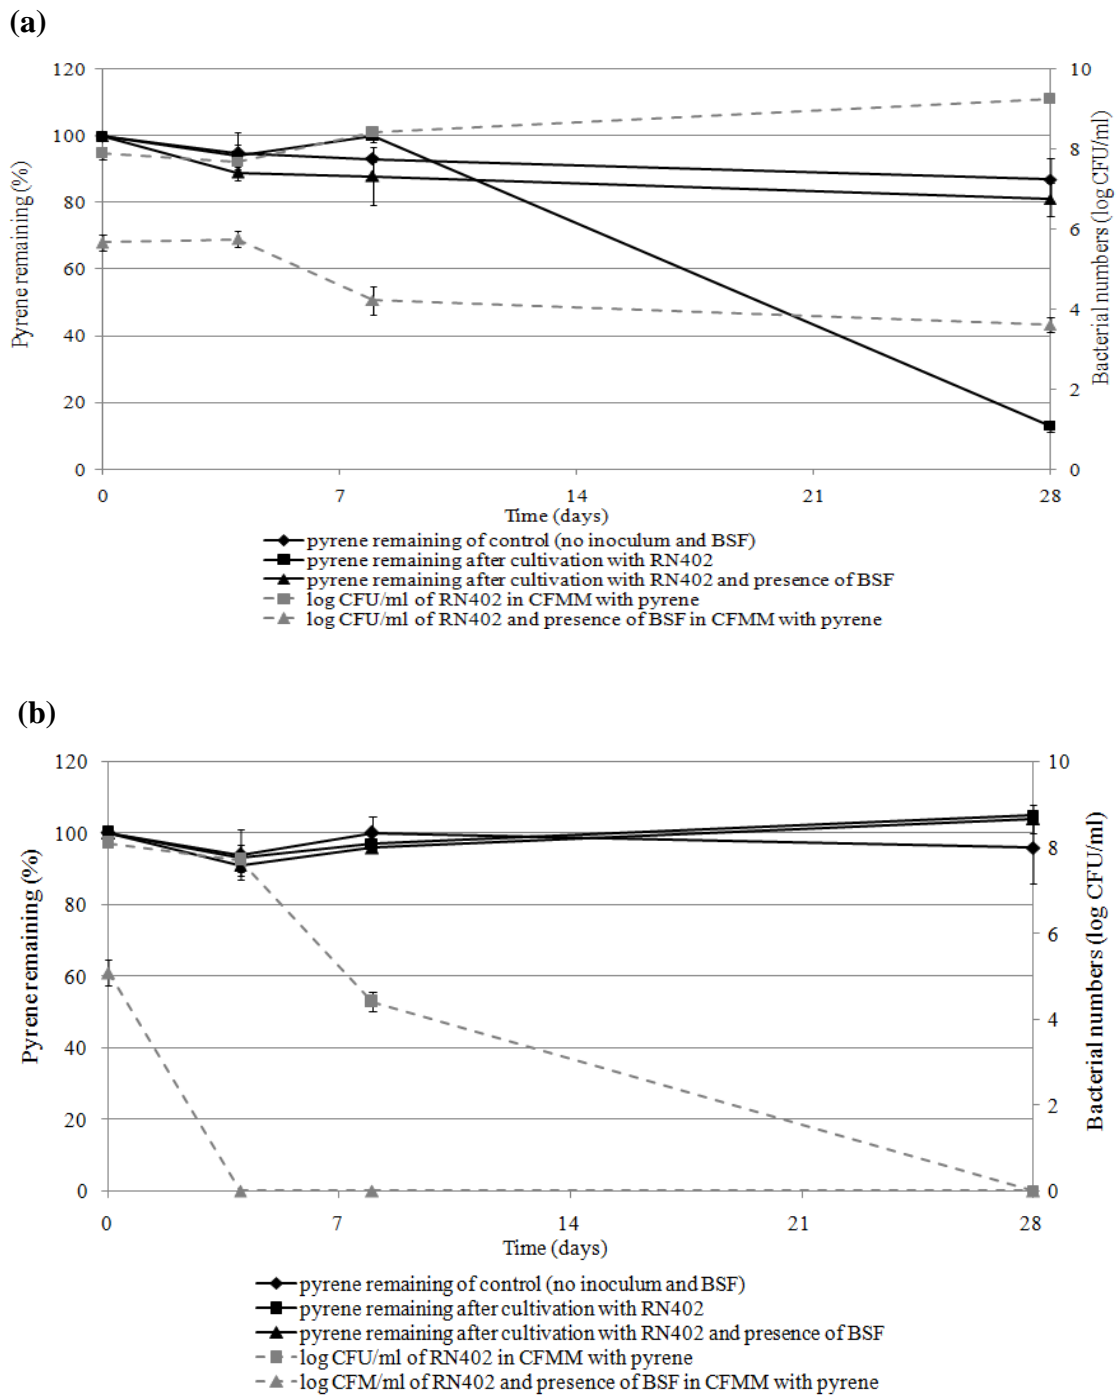 (a)
120
100
80
60
40
20
0
Pyrene remaining (%)
10
8
6
4
2
0
Bacterial numbers (log CFU/ml)
0 7 14 21 28
Time (days)
pyrene remaining of control (no inoculum and BSF)
pyrene remaining after cultivation with RN402
pyrene remaining after cultivation with RN402 and presence of BSF
log CFU/ml of RN402 in CFMM with pyrene
log CFU/ml of RN402 and presence of BSF in CFMM with pyrene
(b)
120
100
80
60
40
20
0
Pyrene remaining (%)
10
8
6
4
2
0
Bacterial numbers (log CFU/ml)
0 7 14 21 28
Time (days)
pyrene remaining of control (no inoculum and BSF)
pyrene remaining after cultivation with RN402
pyrene remaining after cultivation with RN402 and presence of BSF
log CFU/ml of RN402 in CFMM with pyrene
log CFM/ml of RN402 and presence of BSF in CFMM with pyrene